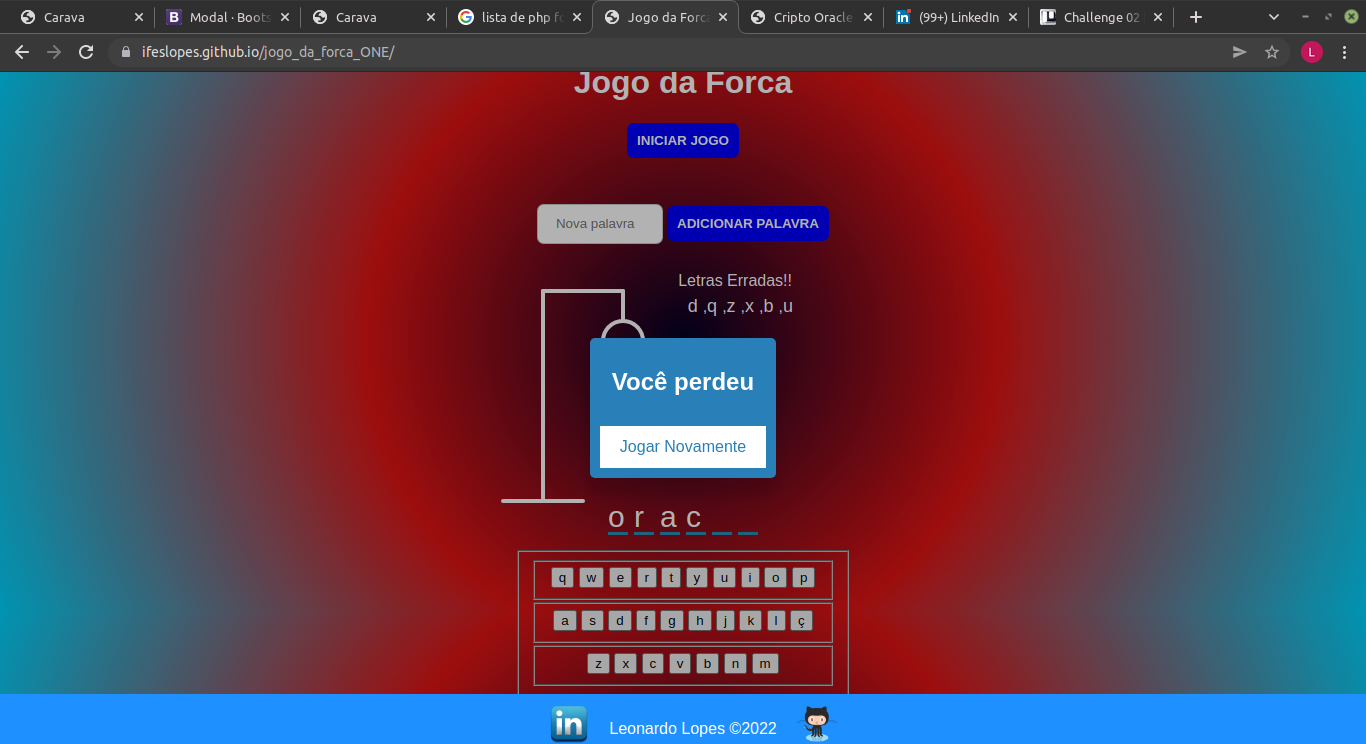 Carava
Modal · Boots
Carava
lista de php fo
Jogo da Forca
Cripto Oracle
(99+) LinkedIn
Challenge 02
ifeslopes.github.io/jogo_da_forca_ONE/
L
Jogo da Forca
INICIAR JOGO
Nova palavra
ADICIONAR PALAVRA
Letras Erradas!!
d ,q ,z ,x ,b ,u
Você perdeu
Jogar Novamente
o r a c _ _
q w e r t y u i o p
a s d f g h j k l ç
z x c v b n m
in Leonardo Lopes ©2022